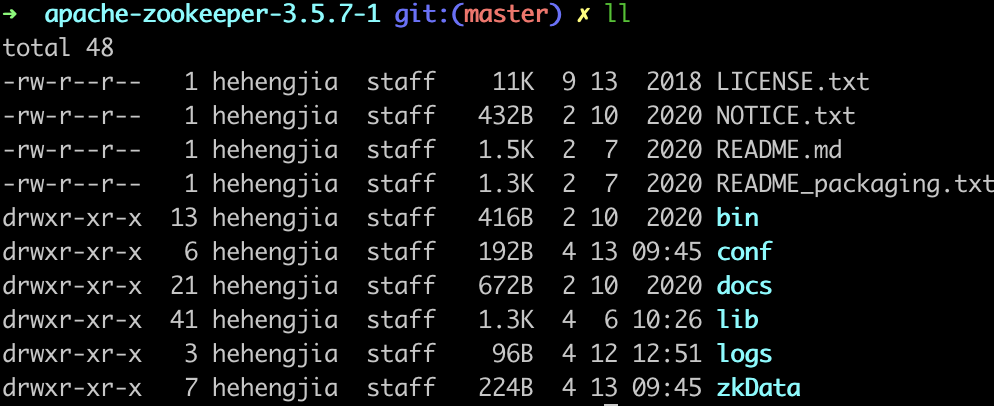 ➜  apache-zookeeper-3.5.7-1 git:(master) ✗ ll
total 48
-rw-r--r--   1 hehengjia  staff    11K  9 13  2018 LICENSE.txt
-rw-r--r--   1 hehengjia  staff   432B  2 10  2020 NOTICE.txt
-rw-r--r--   1 hehengjia  staff   1.5K  2  7  2020 README.md
-rw-r--r--   1 hehengjia  staff   1.3K  2  7  2020 README_packaging.txt
drwxr-xr-x  13 hehengjia  staff   416B  2 10  2020 bin
drwxr-xr-x   6 hehengjia  staff   192B  4 13 09:45 conf
drwxr-xr-x  21 hehengjia  staff   672B  2 10  2020 docs
drwxr-xr-x  41 hehengjia  staff   1.3K  4  6 10:26 lib
drwxr-xr-x   3 hehengjia  staff    96B  4 12 12:51 logs
drwxr-xr-x   7 hehengjia  staff   224B  4 13 09:45 zkData